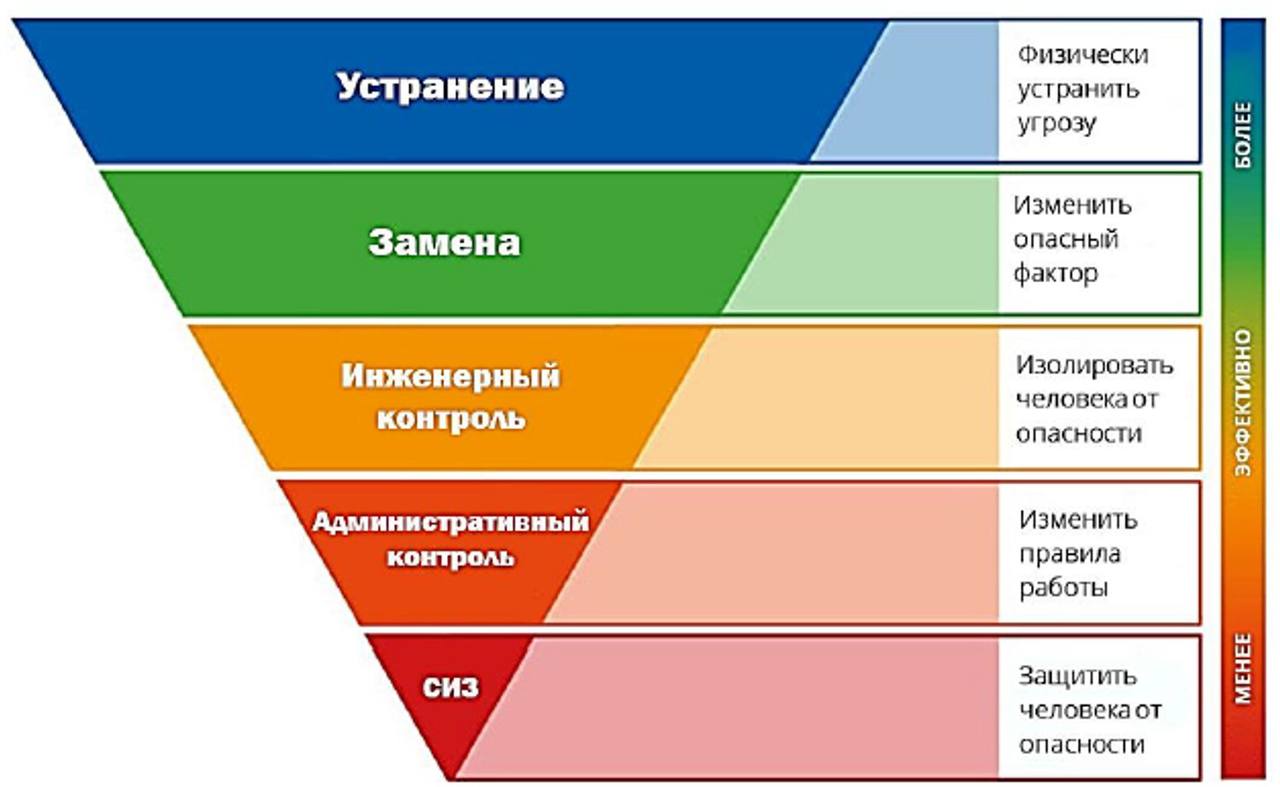 Устранение
Физически
устранить
угрозу
Замена
Изменить
опасный
фактор
Инженерный
контроль
Изолировать
человека от
опасности
Административный
контроль
Изменить
правила
работы
СИЗ
Защитить
человека от
опасности
БОЛЕЕ
ЭФФЕКТИВНО
МЕНЕЕ